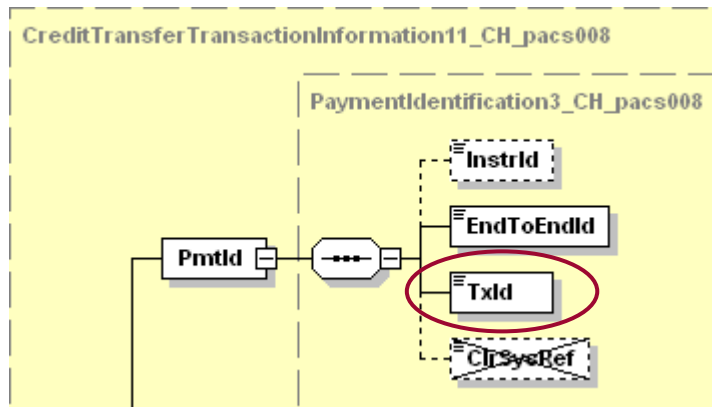 CreditTransferTransactionInformation11_CH_pacs008
PaymentIdentification3_CH_pacs008
InstrId
EndToEndId
PmtId
TxId
ClrSysRef